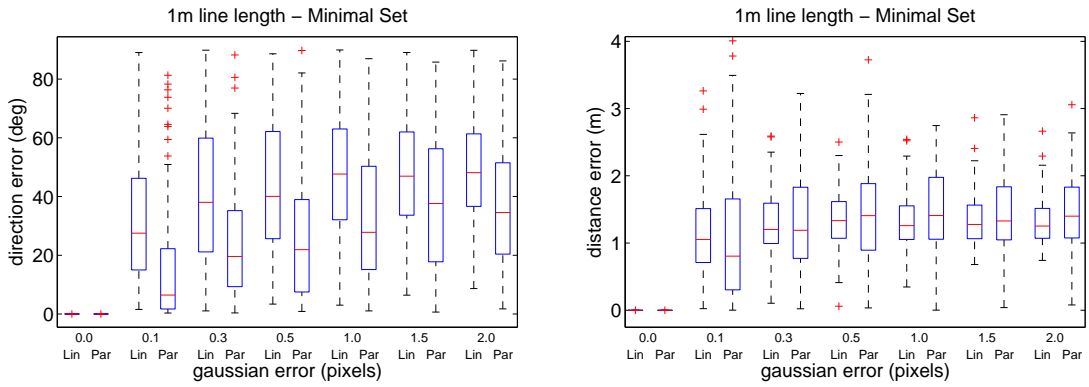 1m line length – Minimal Set
direction error (deg)
80
60
40
20
0
0.0 0.1 0.3 0.5 1.0 1.5 2.0
Lin Par Lin Par Lin Par Lin Par Lin Par Lin Par Lin Par
gaussian error (pixels)
1m line length – Minimal Set
distance error (m)
4
3
2
1
0
0.0 0.1 0.3 0.5 1.0 1.5 2.0
Lin Par Lin Par Lin Par Lin Par Lin Par Lin Par Lin Par
gaussian error (pixels)